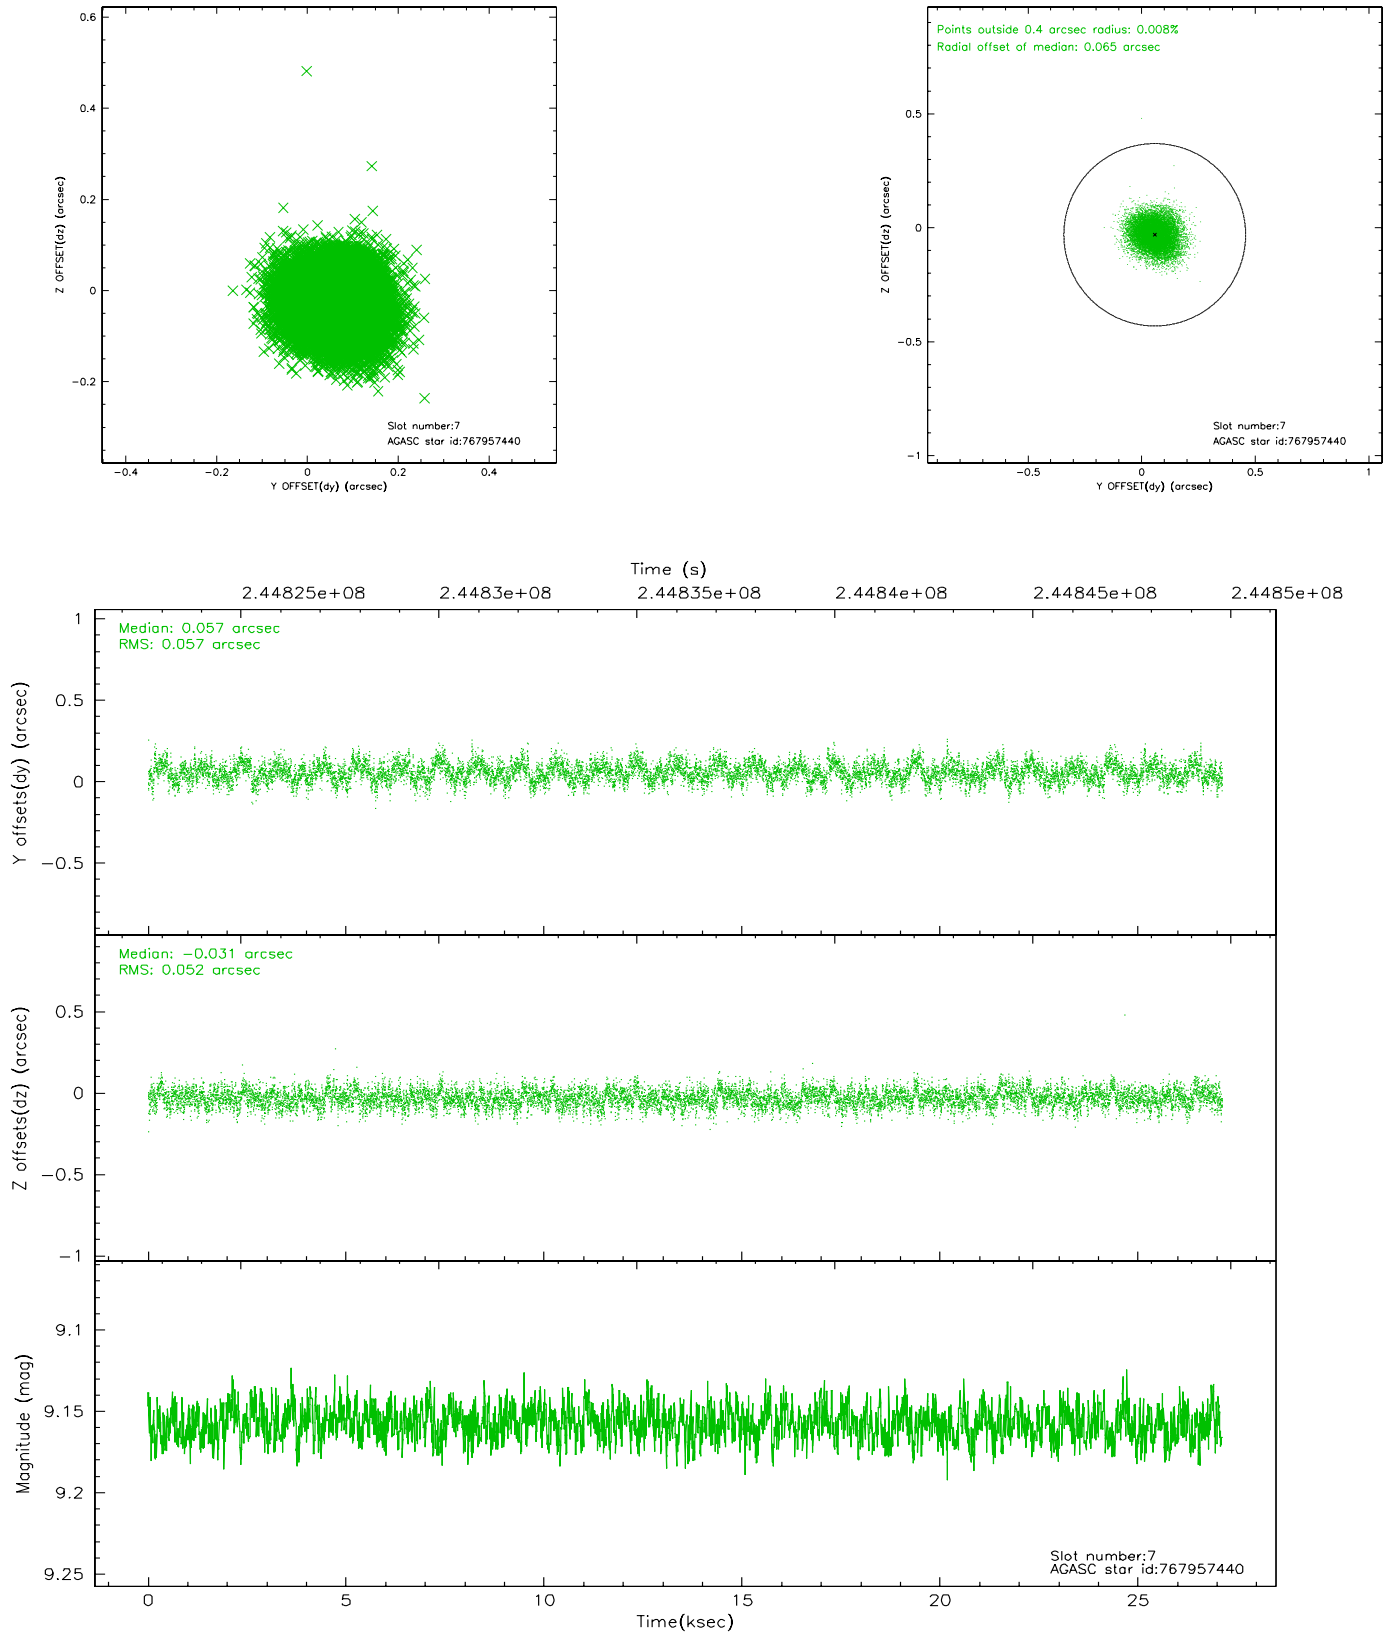 0.6
0.4
0.2
0
−0.2
Z OFFSET(dz) (arcsec)
Slot number:7
AGASC star id:767957440
−0.4 −0.2 0 0.2 0.4
Y OFFSET(dy) (arcsec)
Points outside 0.4 arcsec radius: 0.008%
Radial offset of median: 0.065 arcsec
0.5
0
−0.5
−1
Z OFFSET(dz) (arcsec)
Slot number:7
AGASC star id:767957440
−0.5 0 0.5 1
Y OFFSET(dy) (arcsec)
Time (s)
2.44825e+08 2.4483e+08 2.44835e+08 2.4484e+08 2.44845e+08 2.4485e+08
Median: 0.057 arcsec
RMS: 0.057 arcsec
1
0.5
0
−0.5
Y offsets(dy) (arcsec)
Median: −0.031 arcsec
RMS: 0.052 arcsec
0.5
0
−0.5
−1
Z offsets(dz) (arcsec)
9.1
9.15
9.2
9.25
Magnitude (mag)
Slot number:7
AGASC star id:767957440
0 5 10 15 20 25
Time(ksec)